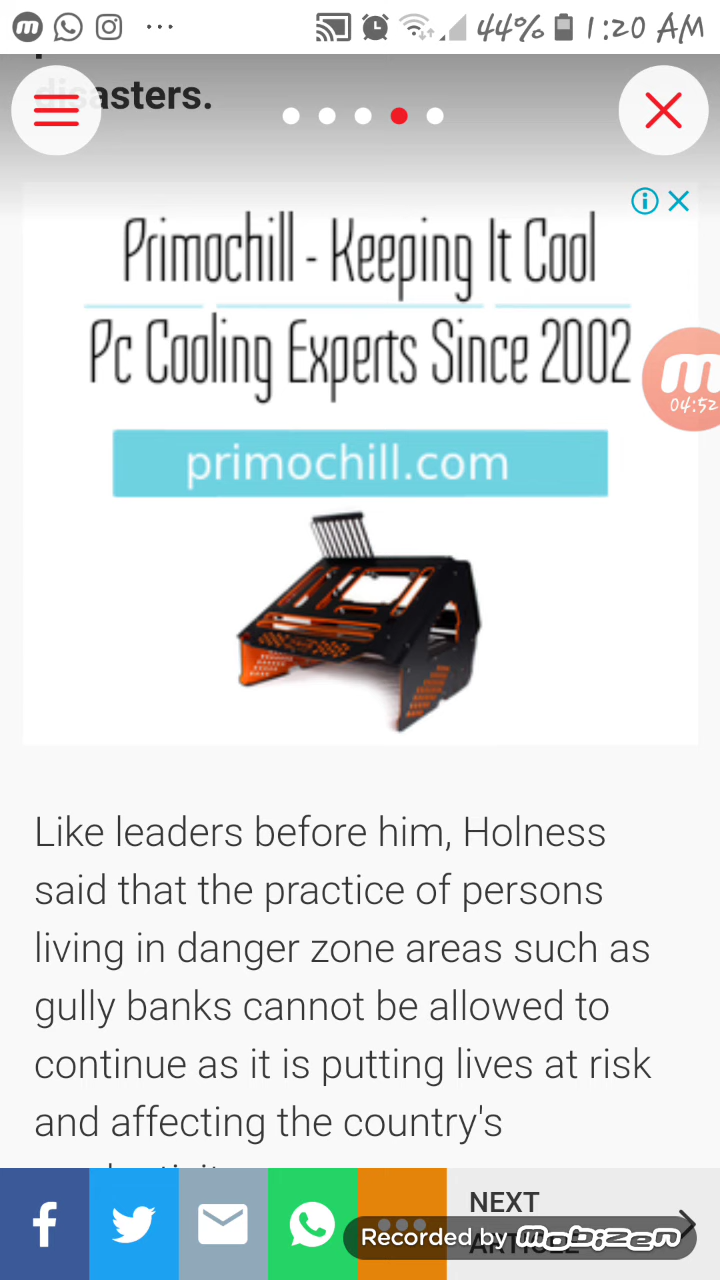 44% 1:20 AM
disasters.
Primochill - Keeping It Cool
Pc Cooling Experts Since 2002
primochill.com
04:52
Like leaders before him, Holness
said that the practice of persons
living in danger zone areas such as
gully banks cannot be allowed to
continue as it is putting lives at risk
and affecting the country's
NEXT
ARTICLE
Recorded by mobizen